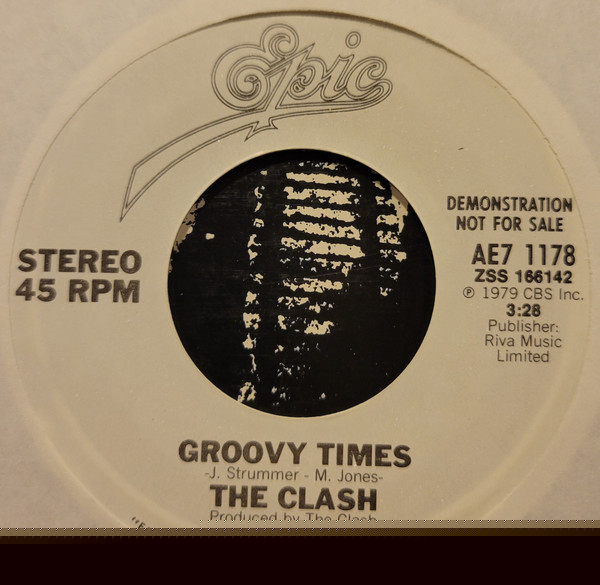 Epic
DEMONSTRATION
NOT FOR SALE
STEREO
45 RPM
AE7 1178
ZSS 166142
℗ 1979 CBS Inc.
3:28
Publisher:
Riva Music
Limited
GROOVY TIMES
-J. Strummer - M. Jones-
THE CLASH
Produced by The Clash